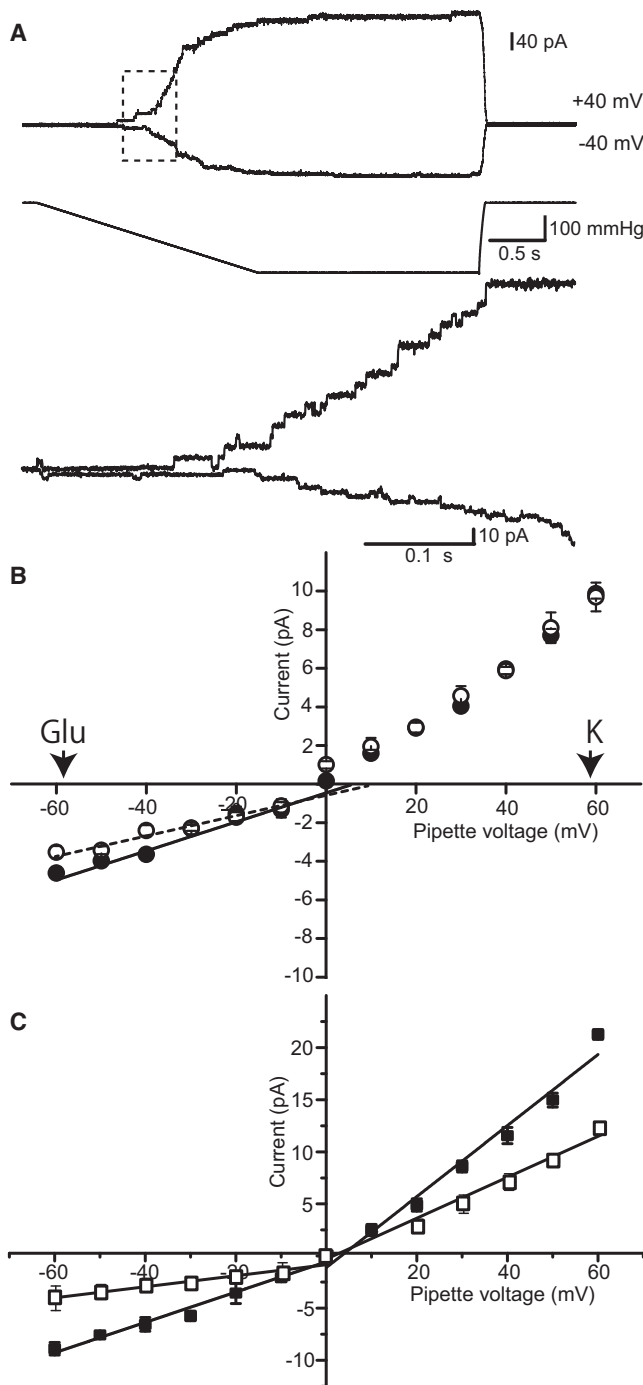 A
40 pA
+40 mV
-40 mV
100 mmHg
0.5 s
10 pA
0.1 s
B
10
8
6
4
2
Current (pA)
Glu
K
-60 -40 -20 20 40 60
Pipette voltage (mV)
-2
-4
-6
-8
-10
C
20
15
10
5
Current (pA)
-60 -40 -20 20 40 60
Pipette voltage (mV)
-5
-10